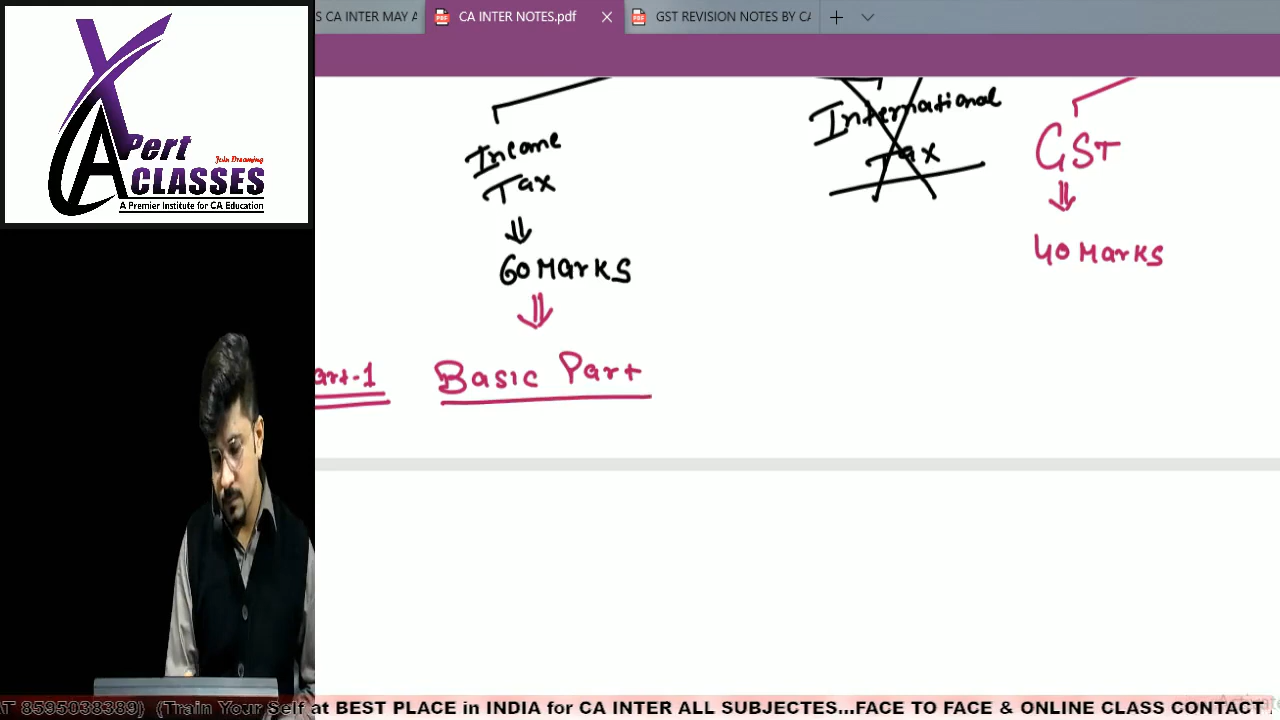 S CA INTER MAY A
CA INTER NOTES.pdf
GST REVISION NOTES BY CA
XPert
Join Dreaming
CLASSES
A Premier Institute for CA Education
Income
Tax
60 Marks
International
Tax
GST
40 Marks
art-1
Basic Part
AT 8595038389) (Train Your Self at BEST PLACE in INDIA for CA INTER ALL SUBJECTES...FACE TO FACE & ONLINE CLASS CONTACT